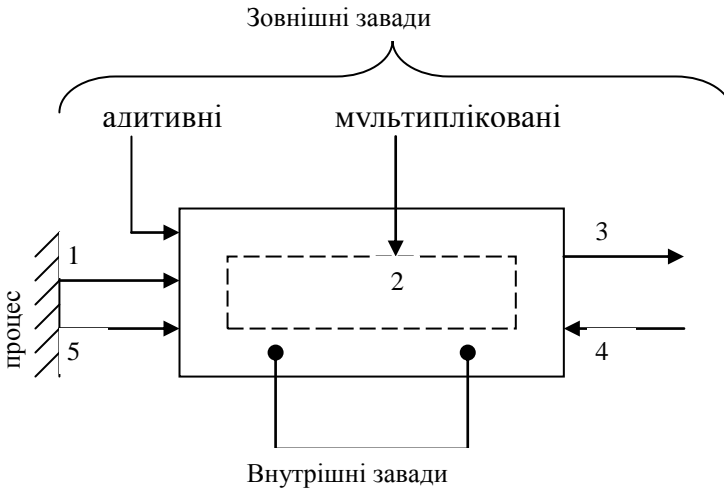 Зовнішні завади
адитивні
мультипліковані
1
3
2
процес
5
4
Внутрішні завади